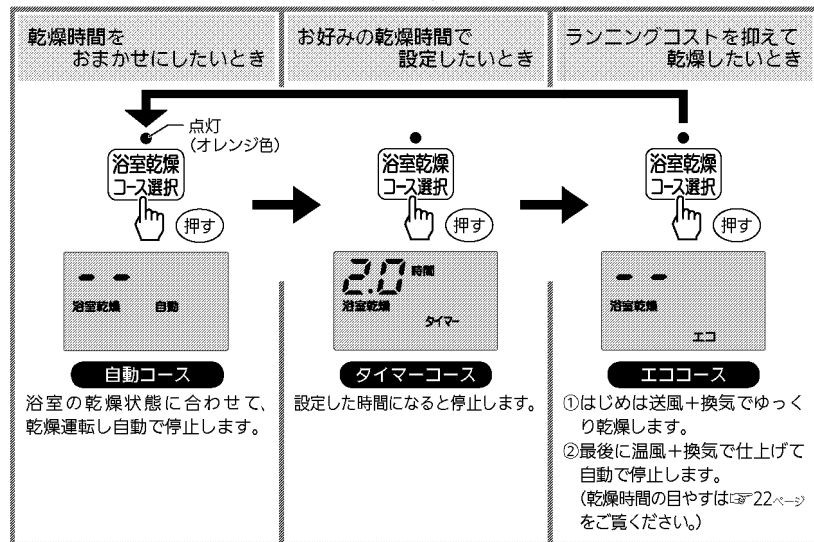 乾燥時間を
おまかせにしたいとき
点灯
(オレンジ色)
浴室乾燥
コース選択
押す
- -
浴室乾燥 自動
自動コース
浴室の乾燥状態に合わせて、
乾燥運転し自動で停止します。
お好みの乾燥時間で
設定したいとき
浴室乾燥
コース選択
押す
2.0 時間
浴室乾燥
タイマー
タイマーコース
設定した時間になると停止します。
ランニングコストを抑えて
乾燥したいとき
浴室乾燥
コース選択
押す
- -
浴室乾燥
エコ
エココース
①はじめは送風+換気でゆっく
り乾燥します。
②最後に温風+換気で仕上げて
自動で停止します。
(乾燥時間の目やすは☞22ページ
をご覧ください。)